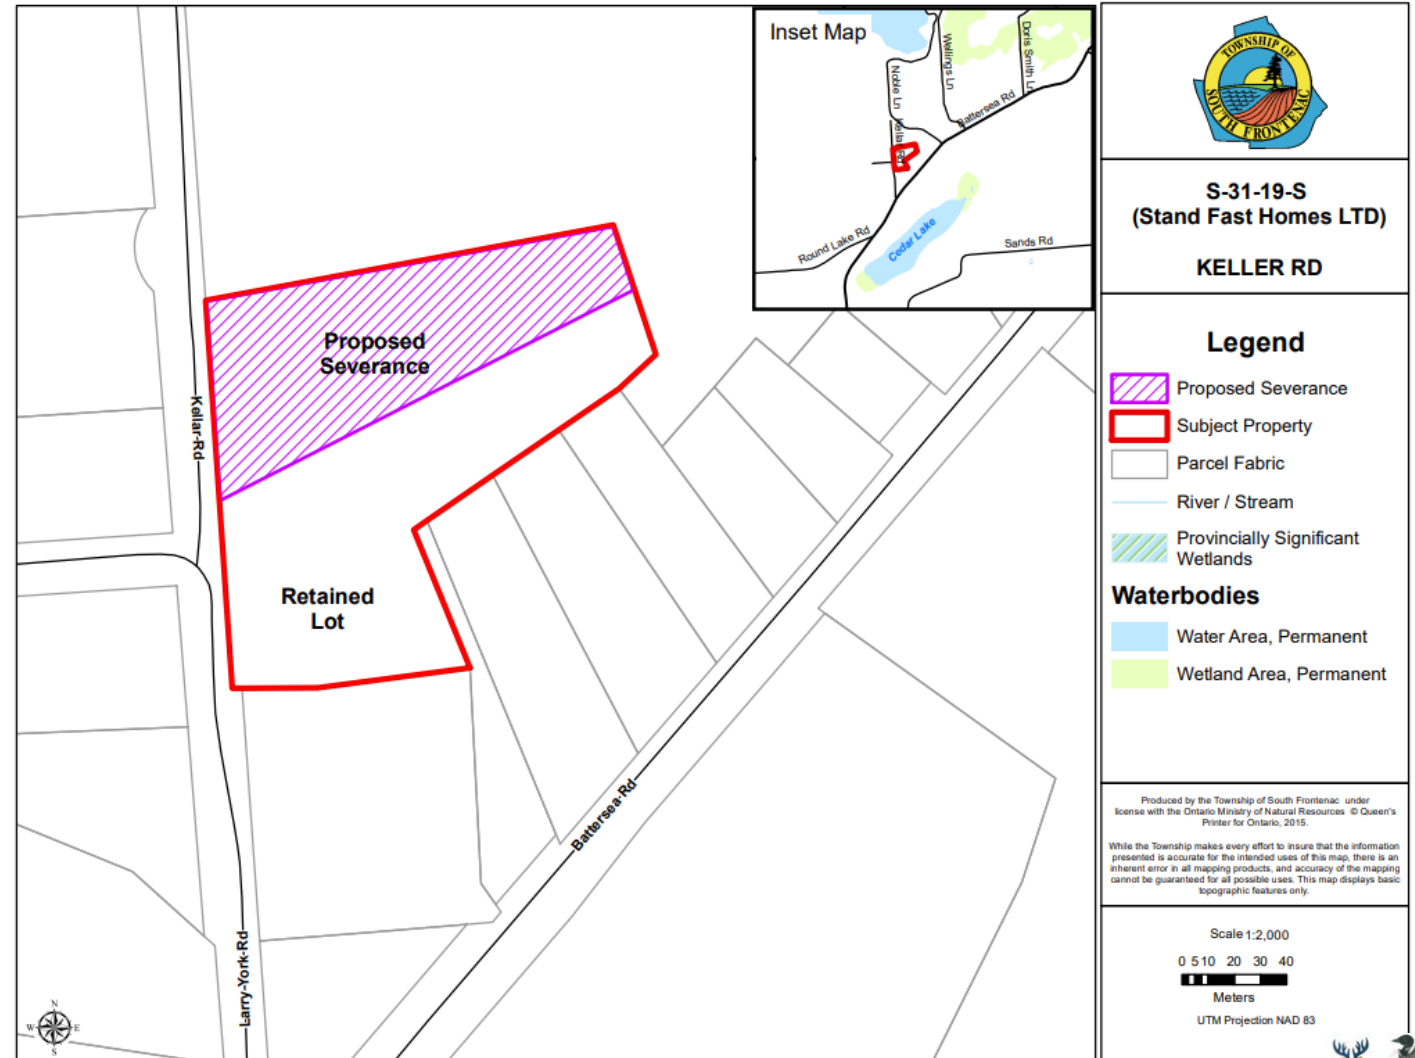 Inset Map
Noble Ln
Wellings Ln
Doris Smith Ln
Battersea Rd
Round Lake Rd
Cedar Lake
Sands Rd
2
Proposed
Severance
Kellar-Rd
Retained
Lot
Battersea-Rd
Larry-York-Rd
N
W
E
S
TOWNSHIP OF
SOUTH FRONTENAC
S-31-19-S
(Stand Fast Homes LTD)
KELLER RD
Legend
Proposed Severance
Subject Property
Parcel Fabric
River / Stream
Provincially Significant
Wetlands
Waterbodies
Water Area, Permanent
Wetland Area, Permanent
Produced by the Township of South Frontenac under
license with the Ontario Ministry of Natural Resources © Queen's
Printer for Ontario, 2015.
While the Township makes every effort to insure that the information
presented is accurate for the intended uses of this map, there is an
inherent error in all mapping products, and accuracy of the mapping
cannot be guaranteed for all possible uses. This map displays basic
topographic features only.
Scale 1:2,000
0 5 10 20 30 40
Meters
UTM Projection NAD 83